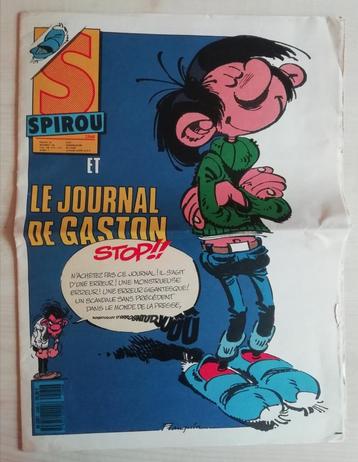 SPIROU
ET
LE JOURNAL
DE GASTON
STOP!!
N'ACHETEZ PAS CE JOURNAL! IL S'AGIT
D'UNE ERREUR! UNE MONSTRUEUSE
ERREUR! UNE ERREUR GIGANTESQUE!
UN SCANDALE SANS PRÉCÉDENT
DANS LE MONDE DE LA PRESSE,
Franquin